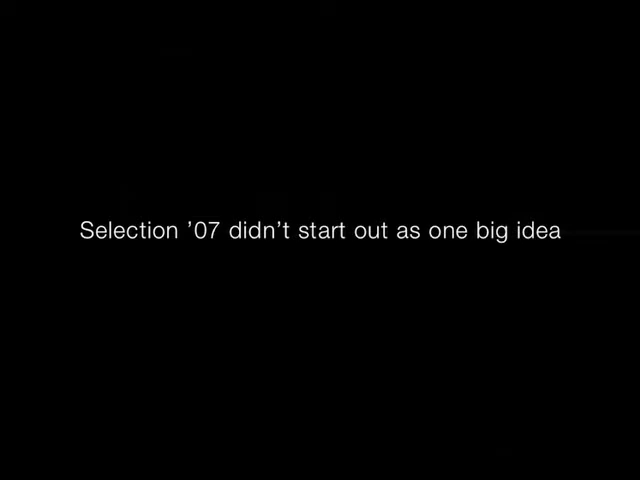 Selection ’07 didn’t start out as one big idea